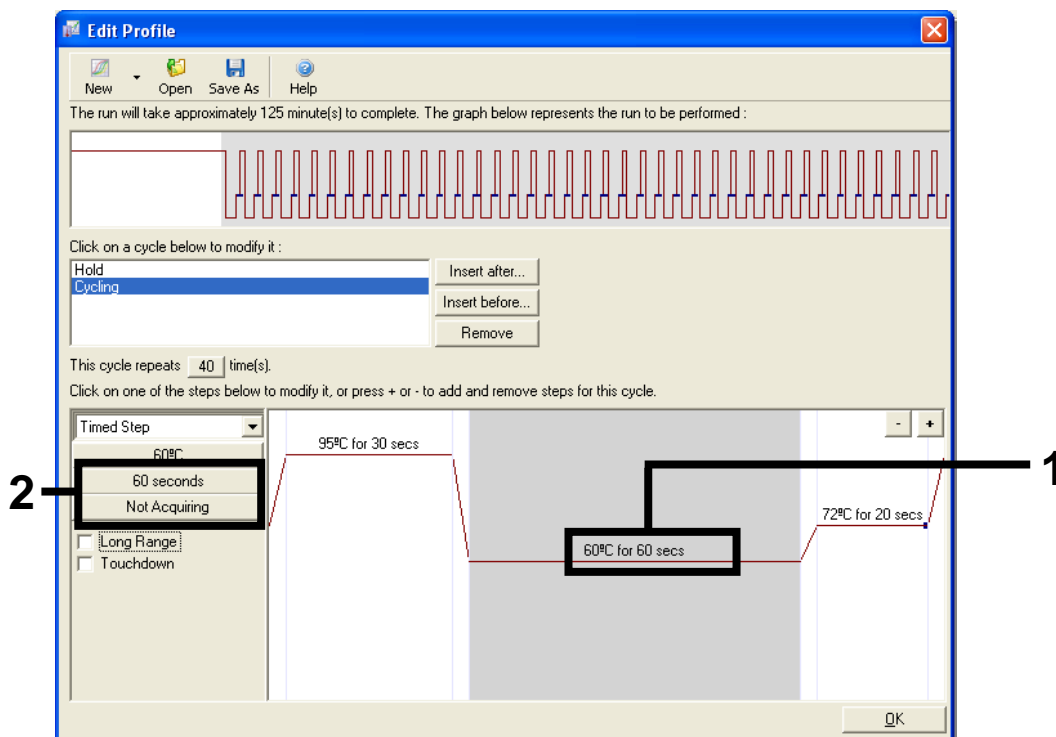 Edit Profile
New Open Save As Help
The run will take approximately 125 minute(s) to complete. The graph below represents the run to be performed :
Click on a cycle below to modify it :
Hold
Cycling
Insert after...
Insert before...
Remove
This cycle repeats 40 time(s).
Click on one of the steps below to modify it, or press + or - to add and remove steps for this cycle.
Timed Step
- +
60ºC
60 seconds
Not Acquiring
Long Range
Touchdown
95ºC for 30 secs
60ºC for 60 secs
72ºC for 20 secs
2
1
OK